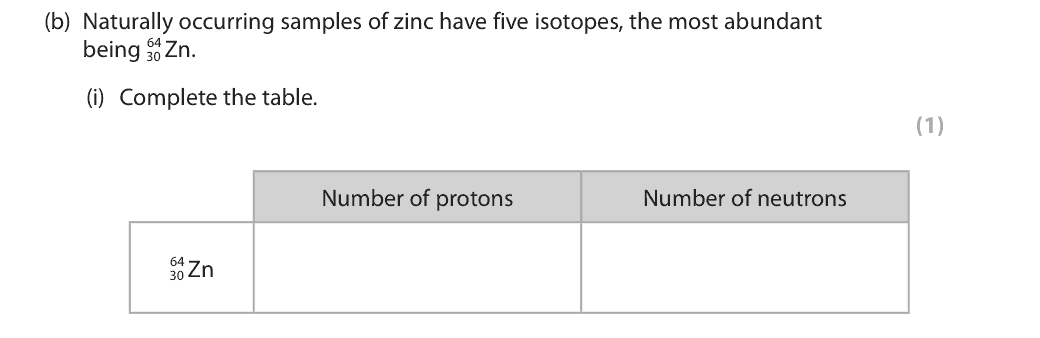 (b) Naturally occurring samples of zinc have five isotopes, the most abundant
being ⁶⁴₃₀Zn.
(i) Complete the table.
(1)
Number of protons Number of neutrons
⁶⁴₃₀Zn